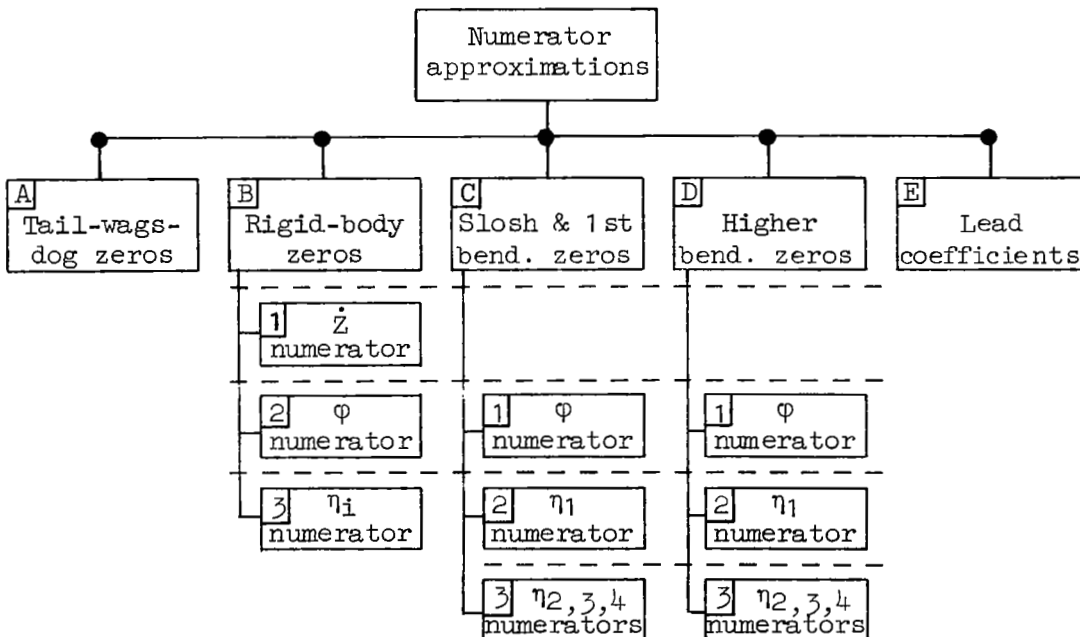 Numerator
approximations
A
Tail-wags-
dog zeros
B
Rigid-body
zeros
C
Slosh & 1st
bend. zeros
D
Higher
bend. zeros
E
Lead
coefficients
1 Ż
numerator
2 φ
numerator
3 ηi
numerator
1 φ
numerator
2 η1
numerator
3 η2,3,4
numerators
1 φ
numerator
2 η1
numerator
3 η2,3,4
numerators